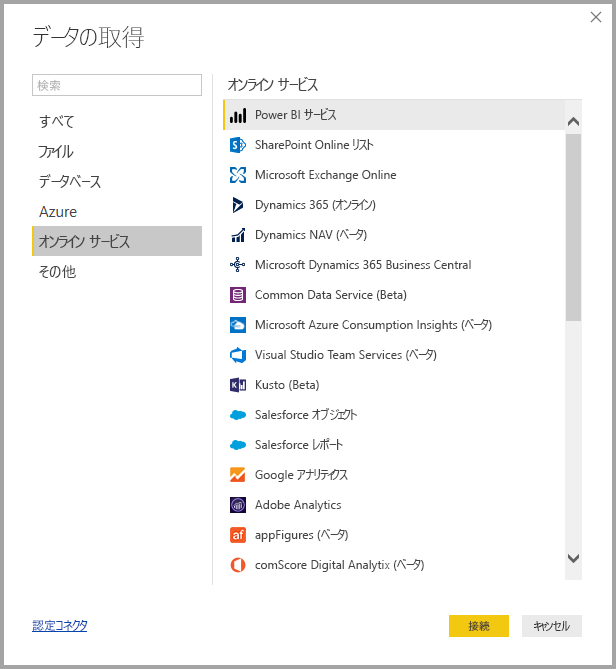 データの取得
検索
すべて
ファイル
データベース
Azure
オンライン サービス
その他
オンライン サービス
Power BI サービス
SharePoint Online リスト
Microsoft Exchange Online
Dynamics 365 (オンライン)
Dynamics NAV (ベータ)
Microsoft Dynamics 365 Business Central
Common Data Service (Beta)
Microsoft Azure Consumption Insights (ベータ)
Visual Studio Team Services (ベータ)
Kusto (Beta)
Salesforce オブジェクト
Salesforce レポート
Google アナリティクス
Adobe Analytics
appFigures (ベータ)
comScore Digital Analytix (ベータ)
認定コネクタ
接続
キャンセル